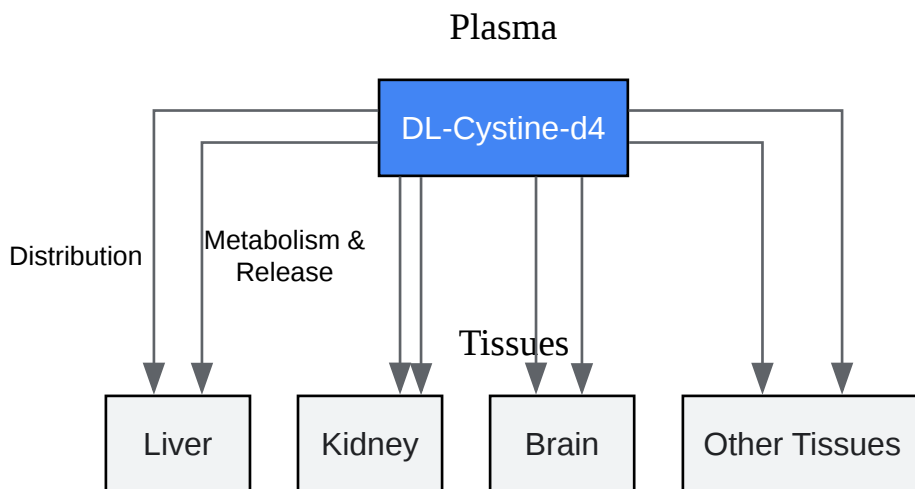 Plasma
DL-Cystine-d4
Distribution
Metabolism &
Release
Tissues
Liver
Kidney
Brain
Other Tissues